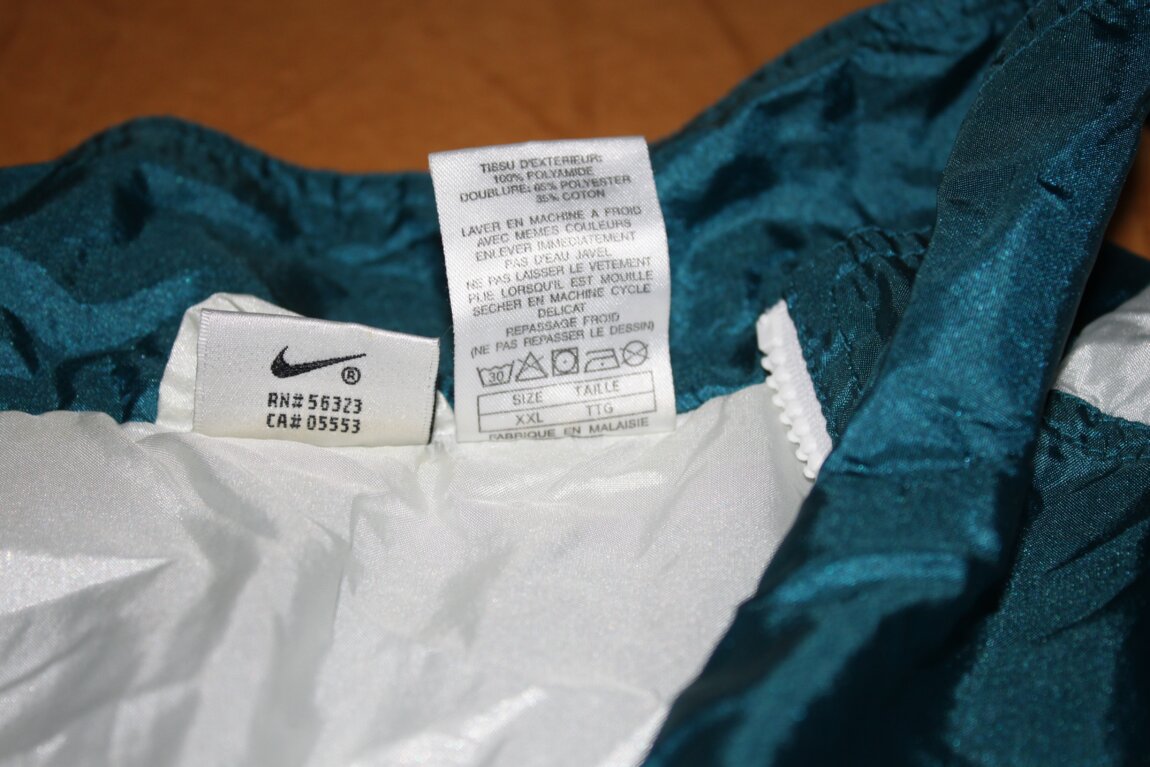 TISSU D'EXTERIEUR:
100% POLYAMIDE
DOUBLURE: 65% POLYESTER
35% COTON
LAVER EN MACHINE A FROID
AVEC MEMES COULEURS
ENLEVER IMMEDIATEMENT
PAS D'EAU JAVEL
NE PAS LAISSER LE VETEMENT
PLIE LORSQU'IL EST MOUILLE
SECHER EN MACHINE CYCLE
DELICAT
REPASSAGE FROID
(NE PAS REPASSER LE DESSIN)
30
SIZE TAILLE
XXL TTG
FABRIQUE EN MALAISIE
®
RN# 56323
CA# 05553